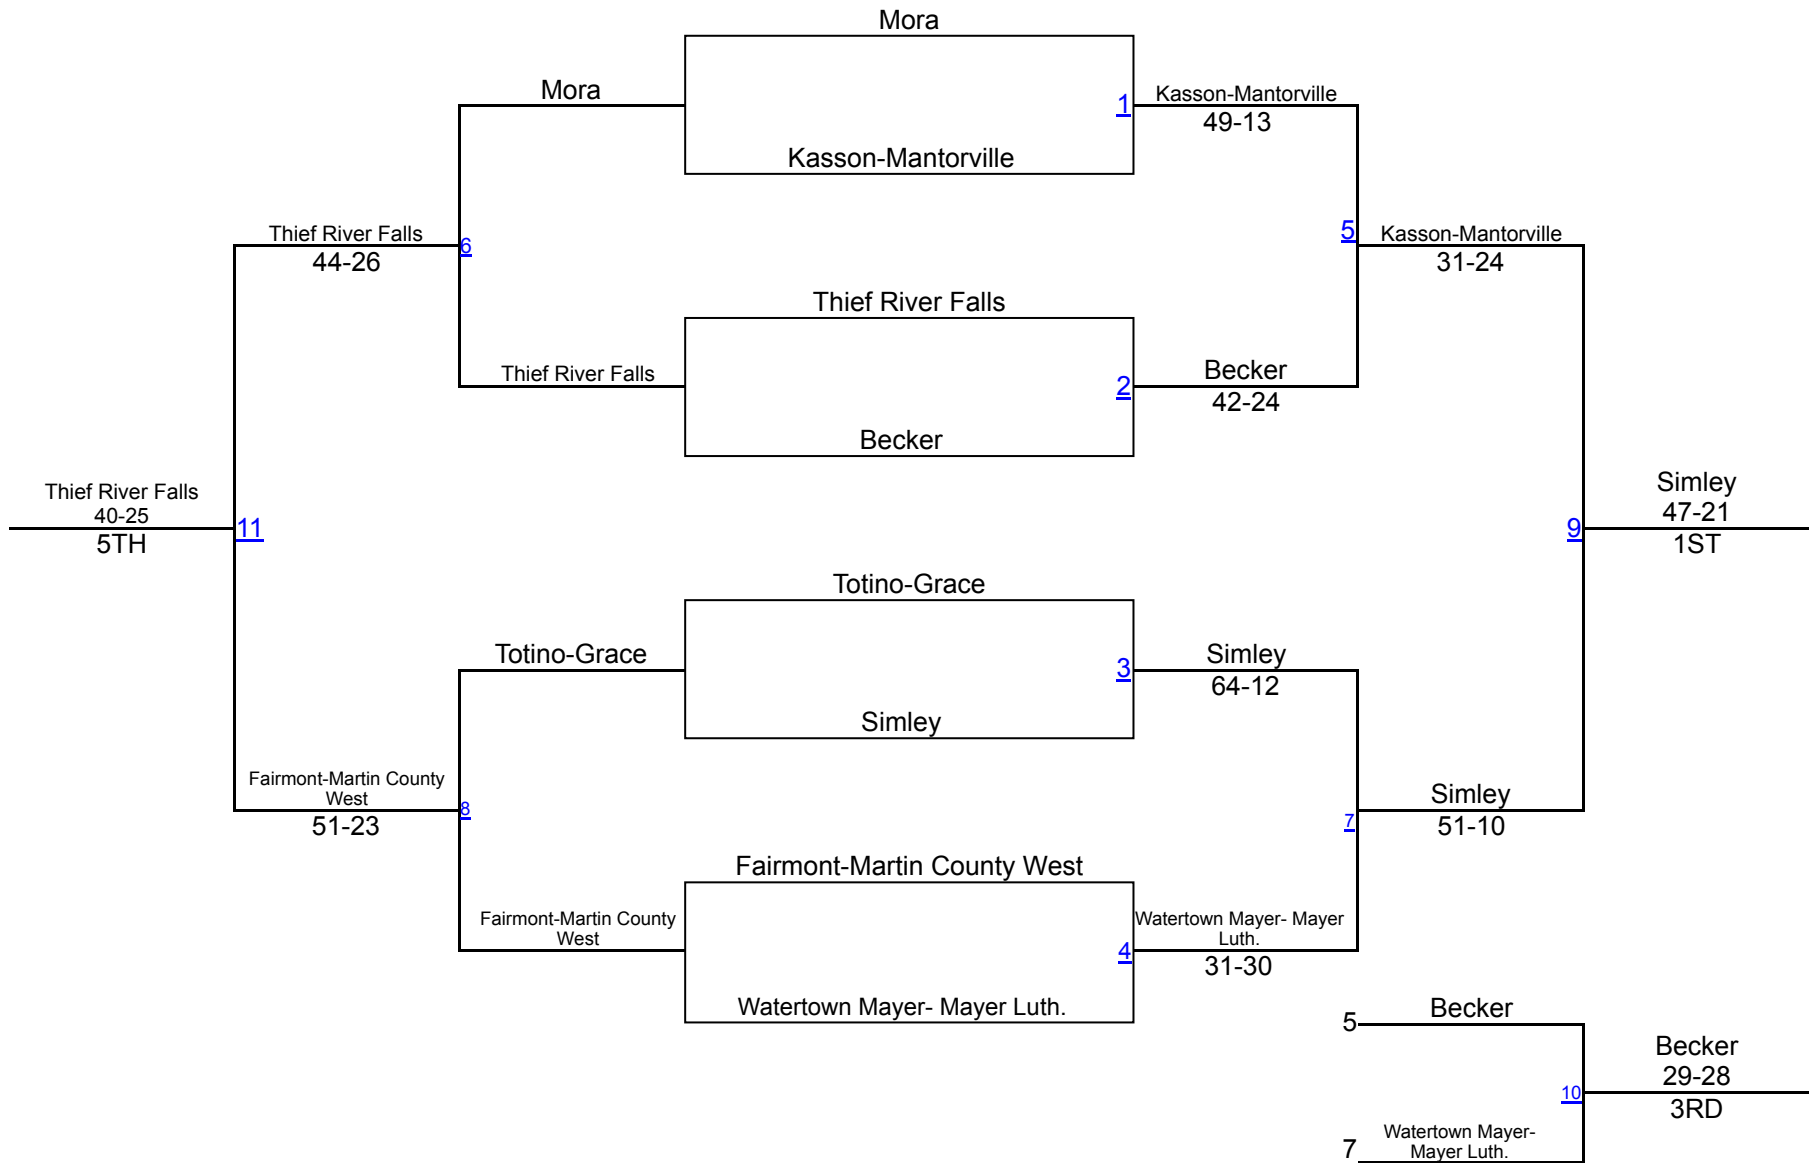 Mora
Mora
1
Kasson-Mantorville
49-13
Kasson-Mantorville
Thief River Falls
44-26
6
5
Kasson-Mantorville
31-24
Thief River Falls
Thief River Falls
2
Becker
42-24
Becker
Thief River Falls
40-25
5TH
11
9
Simley
47-21
1ST
Totino-Grace
Totino-Grace
3
Simley
64-12
Simley
Fairmont-Martin County
West
51-23
8
7
Simley
51-10
Fairmont-Martin County West
Fairmont-Martin County
West
4
Watertown Mayer- Mayer
Luth.
31-30
Watertown Mayer- Mayer Luth.
5
Becker
10
Becker
29-28
3RD
7
Watertown Mayer-
Mayer Luth.